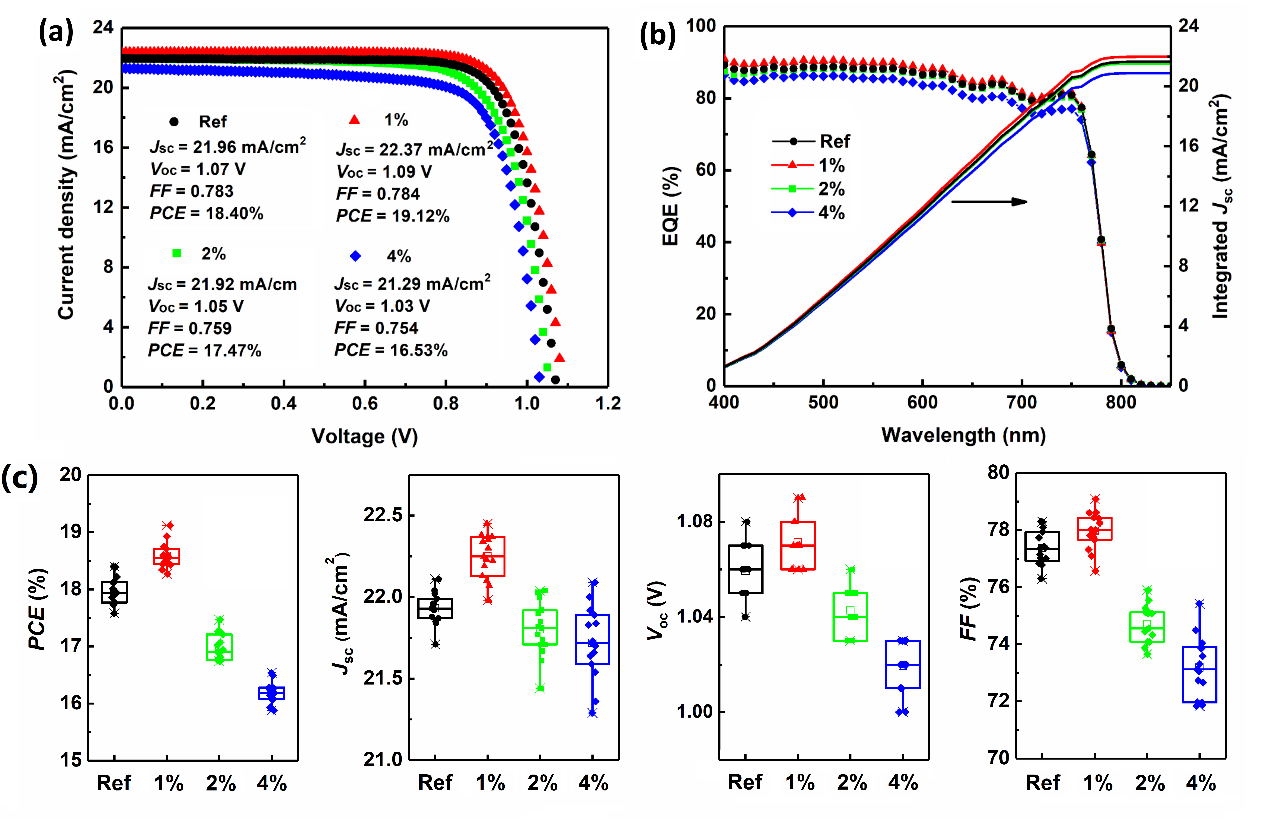 (a)
24
20
16
12
8
4
0
Current density (mA/cm²)
Ref
Jsc = 21.96 mA/cm²
Voc = 1.07 V
FF = 0.783
PCE = 18.40%
1%
Jsc = 22.37 mA/cm²
Voc = 1.09 V
FF = 0.784
PCE = 19.12%
2%
Jsc = 21.92 mA/cm
Voc = 1.05 V
FF = 0.759
PCE = 17.47%
4%
Jsc = 21.29 mA/cm²
Voc = 1.03 V
FF = 0.754
PCE = 16.53%
0.0 0.2 0.4 0.6 0.8 1.0 1.2
Voltage (V)
(b)
100
80
60
40
20
0
EQE (%)
Ref
1%
2%
4%
24
20
16
12
8
4
0
Integrated Jsc (mA/cm²)
400 500 600 700 800
Wavelength (nm)
(c)
20
19
18
17
16
15
PCE (%)
Ref 1% 2% 4%
22.5
22.0
21.5
21.0
Jsc (mA/cm²)
Ref 1% 2% 4%
1.08
1.04
1.00
Voc (V)
Ref 1% 2% 4%
80
78
76
74
72
70
FF (%)
Ref 1% 2% 4%